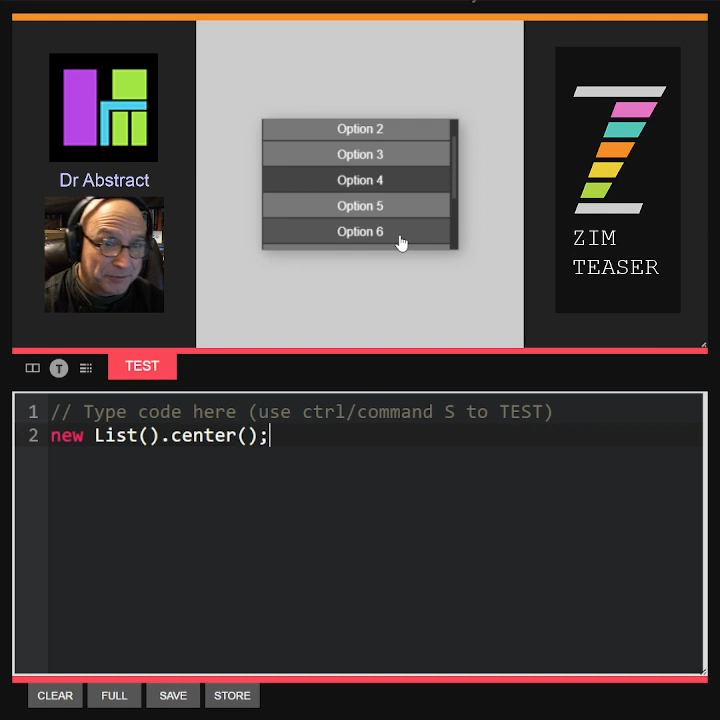 Dr Abstract
Option 2
Option 3
Option 4
Option 5
Option 6
ZIM
TEASER
T
TEST
1 // Type code here (use ctrl/command S to TEST)
2 new List().center();
CLEAR
FULL
SAVE
STORE